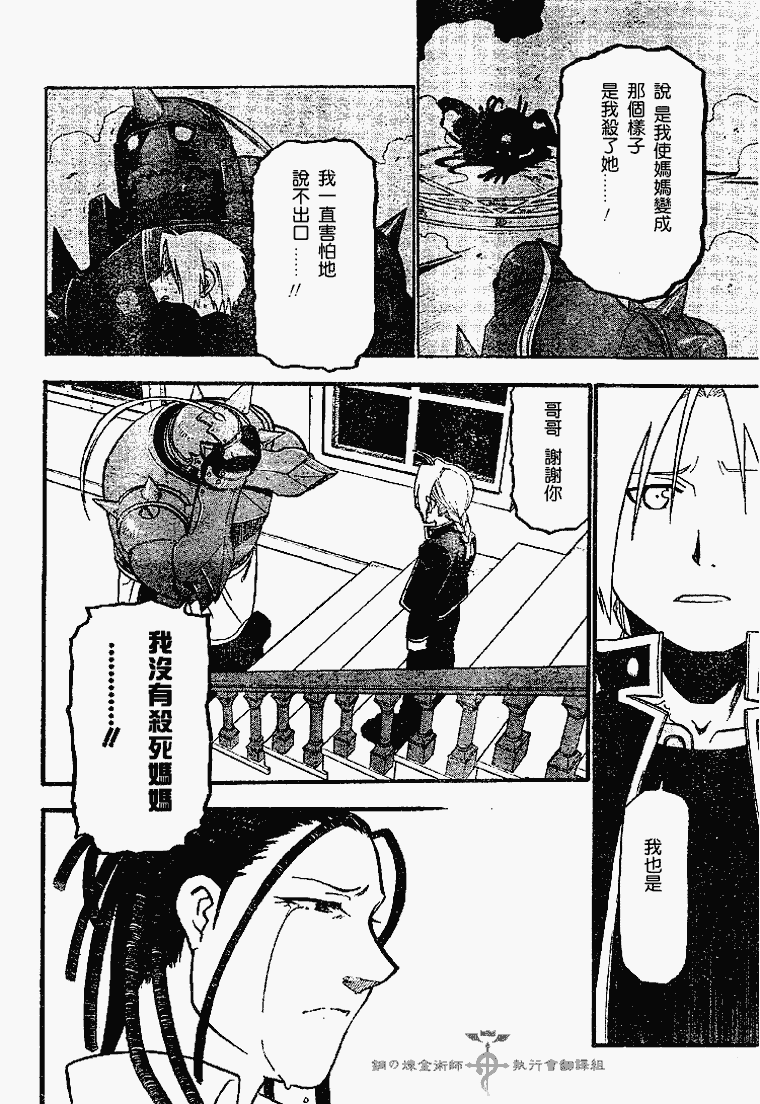 說 是我使媽媽變成
那個樣子
是我殺了她……!
我一直害怕地
說不出口
……!!
我也是
哥哥 謝謝你
我沒有殺死媽媽
…………!!
鋼の煉金術師 執行會翻譯組